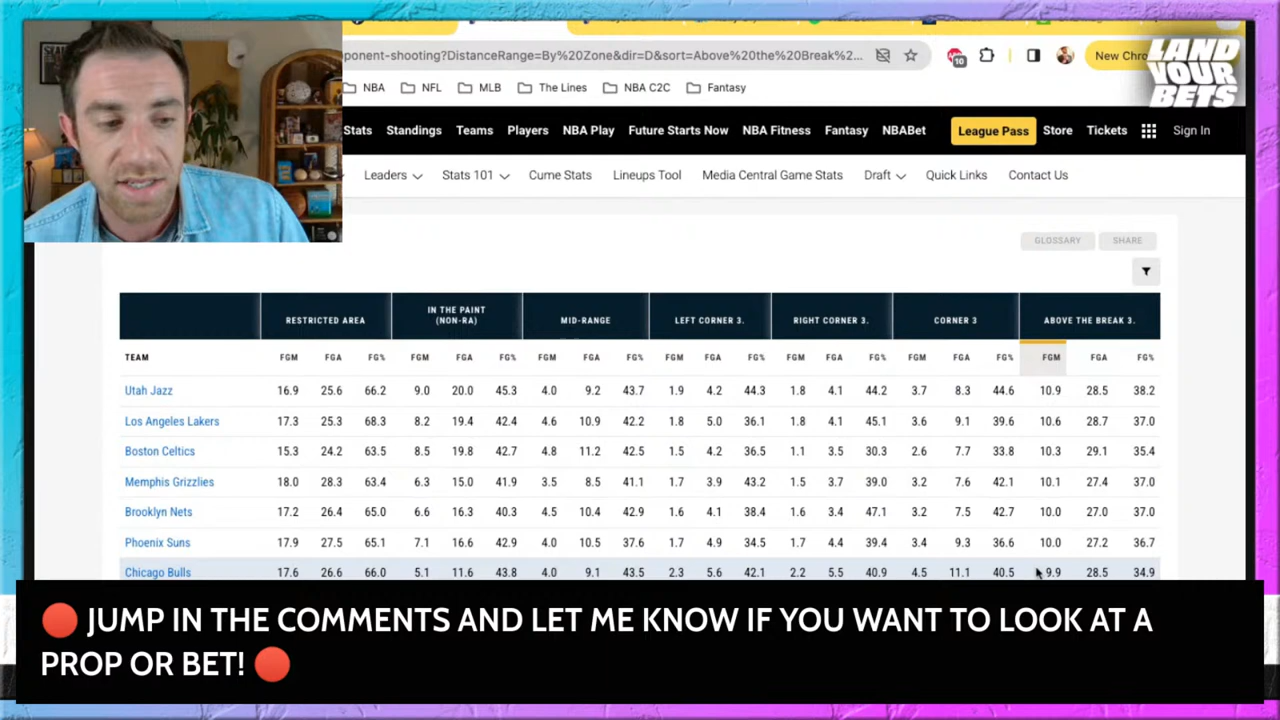 ponent-shooting?DistanceRange=By%20Zone&dir=D&sort=Above%20the%20Break%2...
10
New Chro
LAND
YOUR
BETS
NBA NFL MLB The Lines NBA C2C Fantasy
Stats Standings Teams Players NBA Play Future Starts Now NBA Fitness Fantasy NBABet League Pass Store Tickets Sign In
Leaders Stats 101 Cume Stats Lineups Tool Media Central Game Stats Draft Quick Links Contact Us
GLOSSARY SHARE
RESTRICTED AREA IN THE PAINT (NON-RA) MID-RANGE LEFT CORNER 3. RIGHT CORNER 3. CORNER 3 ABOVE THE BREAK 3.
TEAM FGM FGA FG% FGM FGA FG% FGM FGA FG% FGM FGA FG% FGM FGA FG% FGM FGA FG% FGM FGA FG%
Utah Jazz 16.9 25.6 66.2 9.0 20.0 45.3 4.0 9.2 43.7 1.9 4.2 44.3 1.8 4.1 44.2 3.7 8.3 44.6 10.9 28.5 38.2
Los Angeles Lakers 17.3 25.3 68.3 8.2 19.4 42.4 4.6 10.9 42.2 1.8 5.0 36.1 1.8 4.1 45.1 3.6 9.1 39.6 10.6 28.7 37.0
Boston Celtics 15.3 24.2 63.5 8.5 19.8 42.7 4.8 11.2 42.5 1.5 4.2 36.5 1.1 3.5 30.3 2.6 7.7 33.8 10.3 29.1 35.4
Memphis Grizzlies 18.0 28.3 63.4 6.3 15.0 41.9 3.5 8.5 41.1 1.7 3.9 43.2 1.5 3.7 39.0 3.2 7.6 42.1 10.1 27.4 37.0
Brooklyn Nets 17.2 26.4 65.0 6.6 16.3 40.3 4.5 10.4 42.9 1.6 4.1 38.4 1.6 3.4 47.1 3.2 7.5 42.7 10.0 27.0 37.0
Phoenix Suns 17.9 27.5 65.1 7.1 16.6 42.9 4.0 10.5 37.6 1.7 4.9 34.5 1.7 4.4 39.4 3.4 9.3 36.6 10.0 27.2 36.7
Chicago Bulls 17.6 26.6 66.0 5.1 11.6 43.8 4.0 9.1 43.5 2.3 5.6 42.1 2.2 5.5 40.9 4.5 11.1 40.5 9.9 28.5 34.9
🔴 JUMP IN THE COMMENTS AND LET ME KNOW IF YOU WANT TO LOOK AT A
PROP OR BET! 🔴